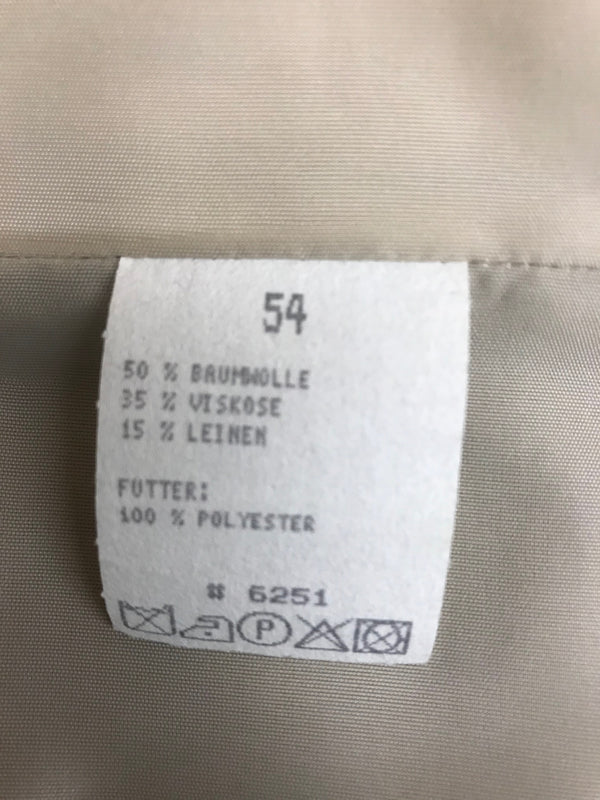 54
50 % BAUMWOLLE
35 % VISKOSE
15 % LEINEN
FUTTER:
100 % POLYESTER
# 6251
P